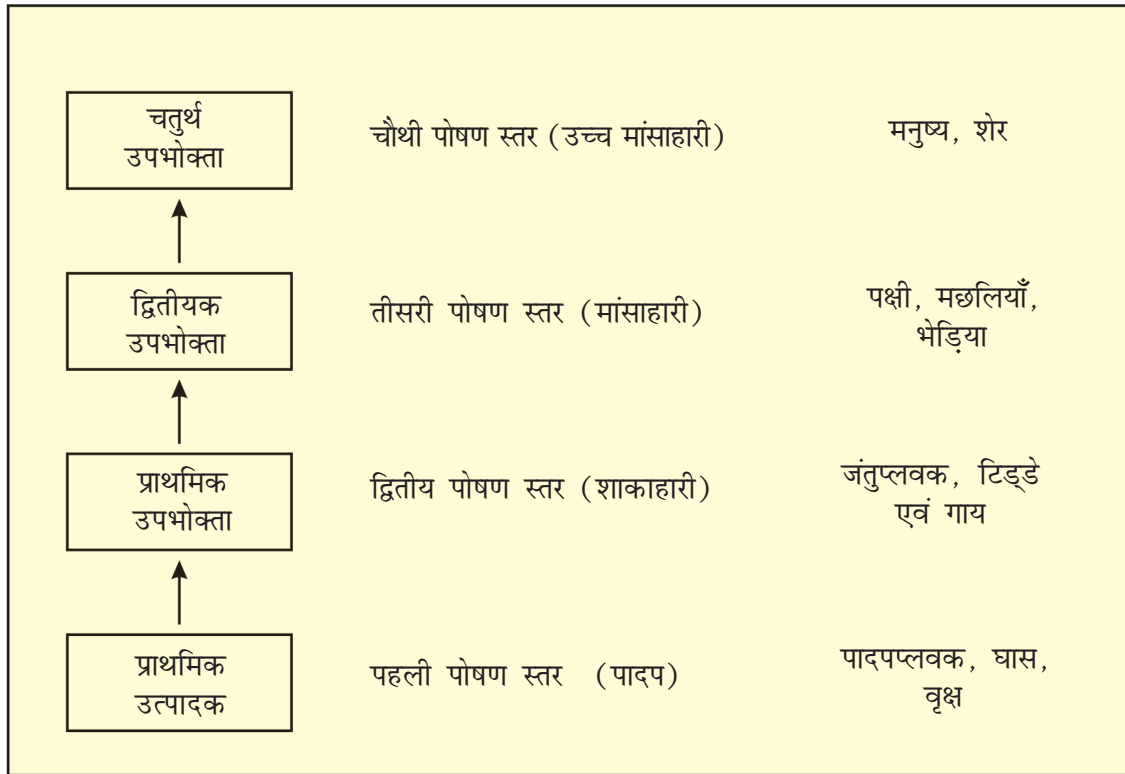 चतुर्थ
उपभोक्ता
चौथी पोषण स्तर (उच्च मांसाहारी)
मनुष्य, शेर
द्वितीयक
उपभोक्ता
तीसरी पोषण स्तर (मांसाहारी)
पक्षी, मछलियाँ,
भेड़िया
प्राथमिक
उपभोक्ता
द्वितीय पोषण स्तर (शाकाहारी)
जंतुप्लवक, टिड्डे
एवं गाय
प्राथमिक
उत्पादक
पहली पोषण स्तर (पादप)
पादपप्लवक, घास,
वृक्ष